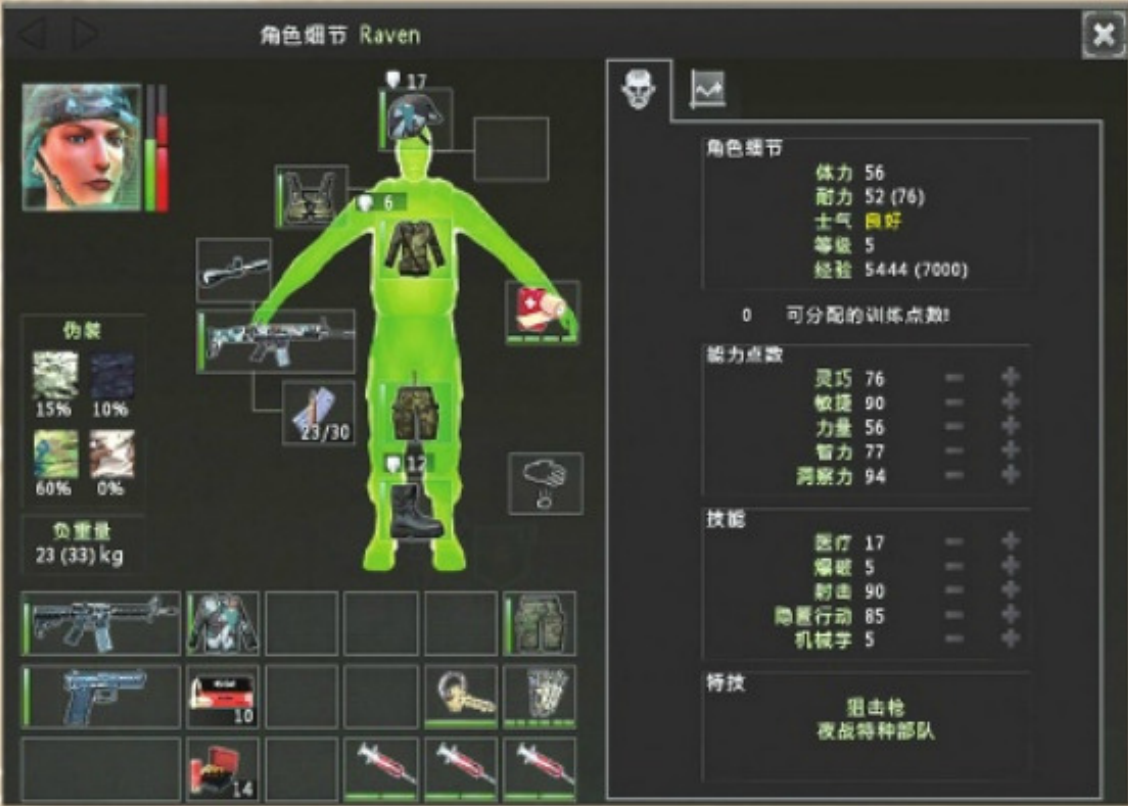 角色细节 Raven
17
6
23/30
12
伪装
15% 10%
60% 0%
负重量
23 (33) kg
10
14
角色细节
体力 56
耐力 52 (76)
士气 良好
等级 5
经验 5444 (7000)
0 可分配的训练点数!
能力点数
灵巧 76
敏捷 90
力量 56
智力 77
洞察力 94
技能
医疗 17
爆破 5
射击 90
隐匿行动 85
机械学 5
特技
狙击枪
夜战特种部队